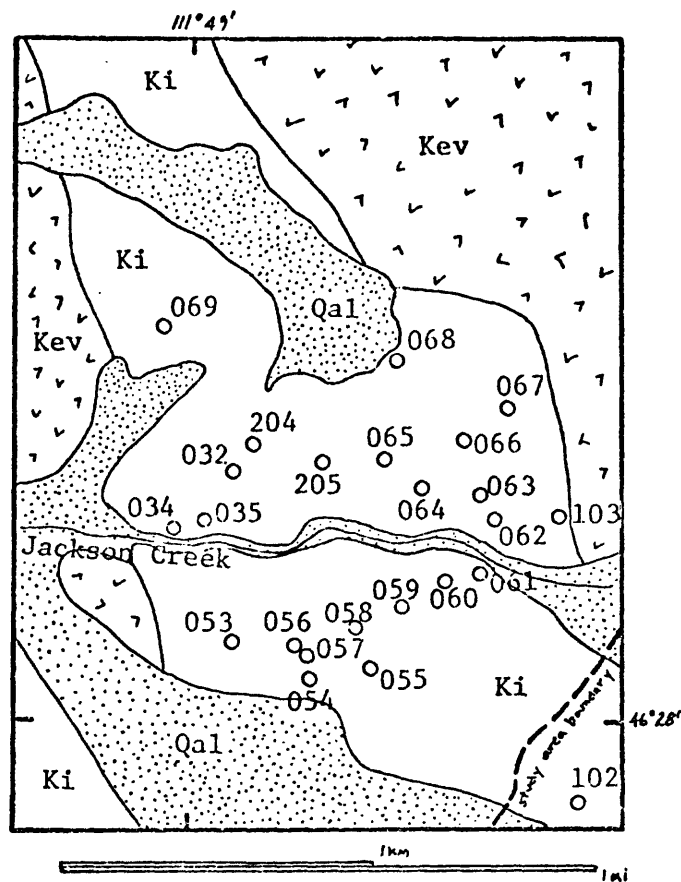 111°49'
Ki
Kev
Ki
069
Qal
068
Kev
067
204
065
066
032
205
063
034
035
064
103
062
Jackson Creek
061
059
060
058
053
056
057
055
Ki
054
46°28'
Qal
study area boundary
Ki
102
1km
1mi